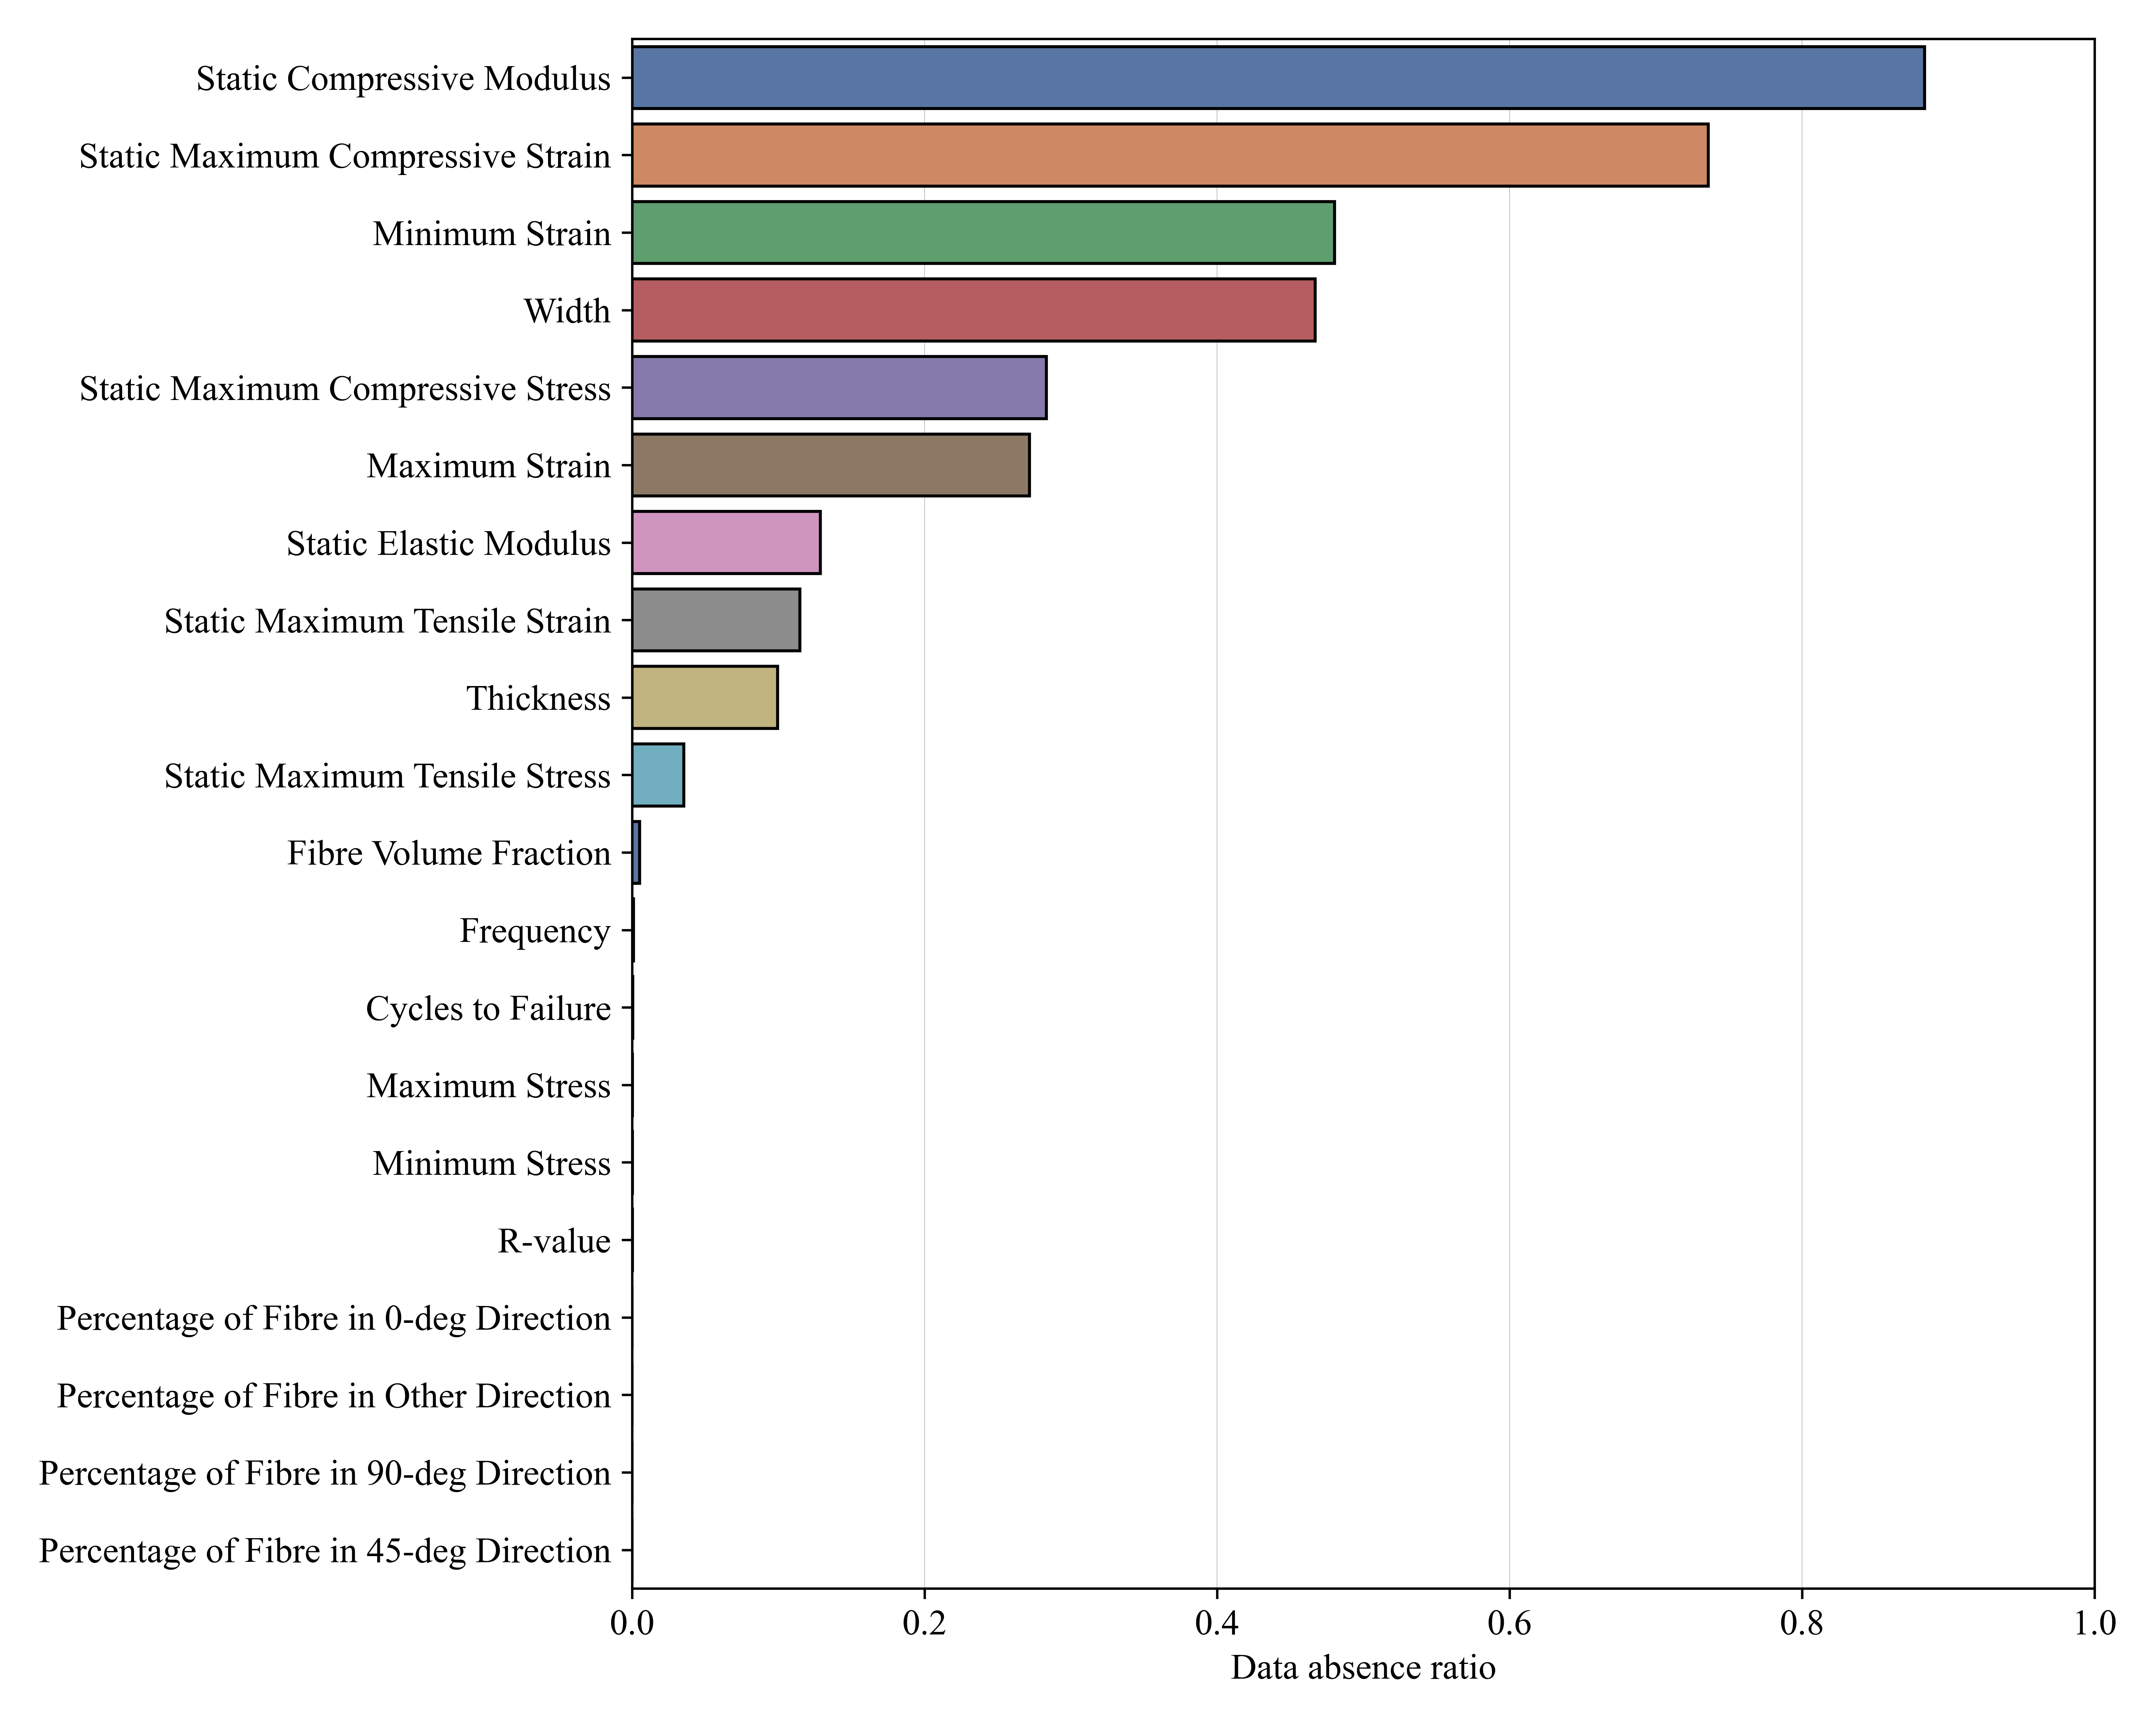 Static Compressive Modulus
Static Maximum Compressive Strain
Minimum Strain
Width
Static Maximum Compressive Stress
Maximum Strain
Static Elastic Modulus
Static Maximum Tensile Strain
Thickness
Static Maximum Tensile Stress
Fibre Volume Fraction
Frequency
Cycles to Failure
Maximum Stress
Minimum Stress
R-value
Percentage of Fibre in 0-deg Direction
Percentage of Fibre in Other Direction
Percentage of Fibre in 90-deg Direction
Percentage of Fibre in 45-deg Direction
0.0 0.2 0.4 0.6 0.8 1.0
Data absence ratio